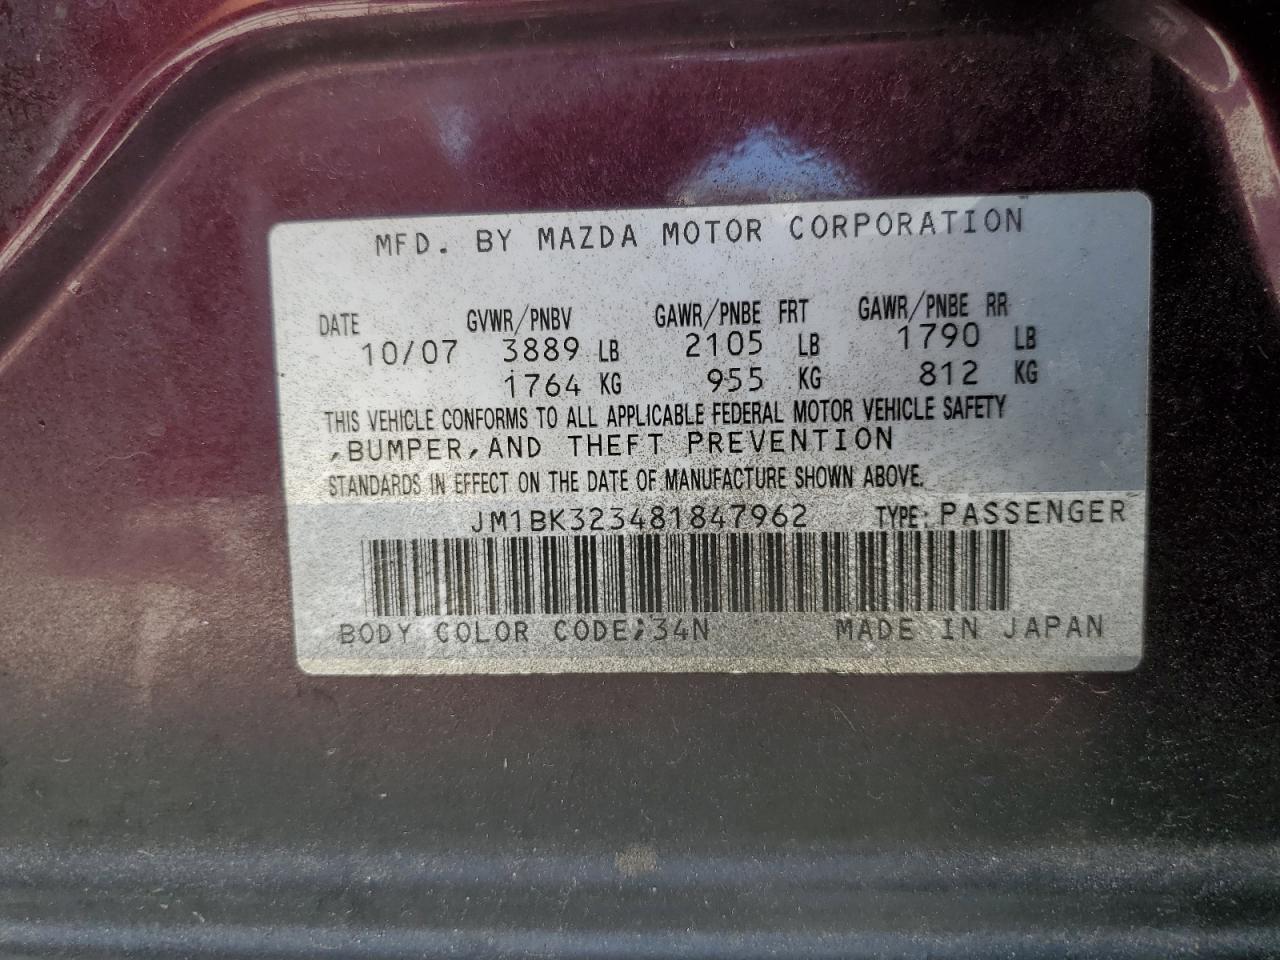 MFD. BY MAZDA MOTOR CORPORATION
DATE GVWR/PNBV GAWR/PNBE FRT GAWR/PNBE RR
10/07 3889 LB 2105 LB 1790 LB
1764 KG 955 KG 812 KG
THIS VEHICLE CONFORMS TO ALL APPLICABLE FEDERAL MOTOR VEHICLE SAFETY
,BUMPER,AND THEFT PREVENTION
STANDARDS IN EFFECT ON THE DATE OF MANUFACTURE SHOWN ABOVE.
JM1BK323481847962 TYPE: PASSENGER
BODY COLOR CODE;34N MADE IN JAPAN